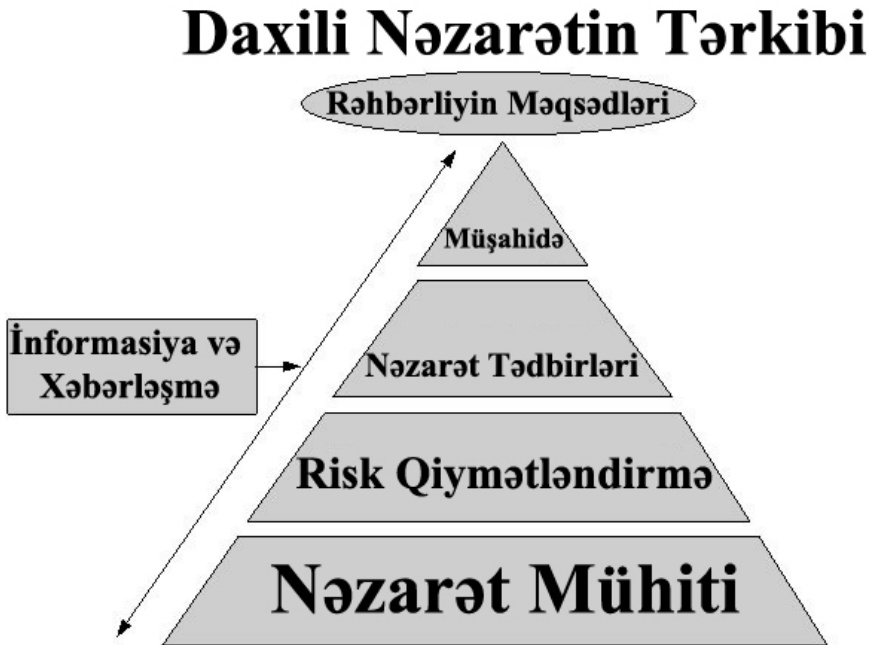 Daxili Nəzarətin Tərkibi
Rəhbərliyin Məqsədləri
Müşahidə
Nəzarət Tədbirləri
İnformasiya və
Xəbərləşmə
Risk Qiymətləndirmə
Nəzarət Mühiti